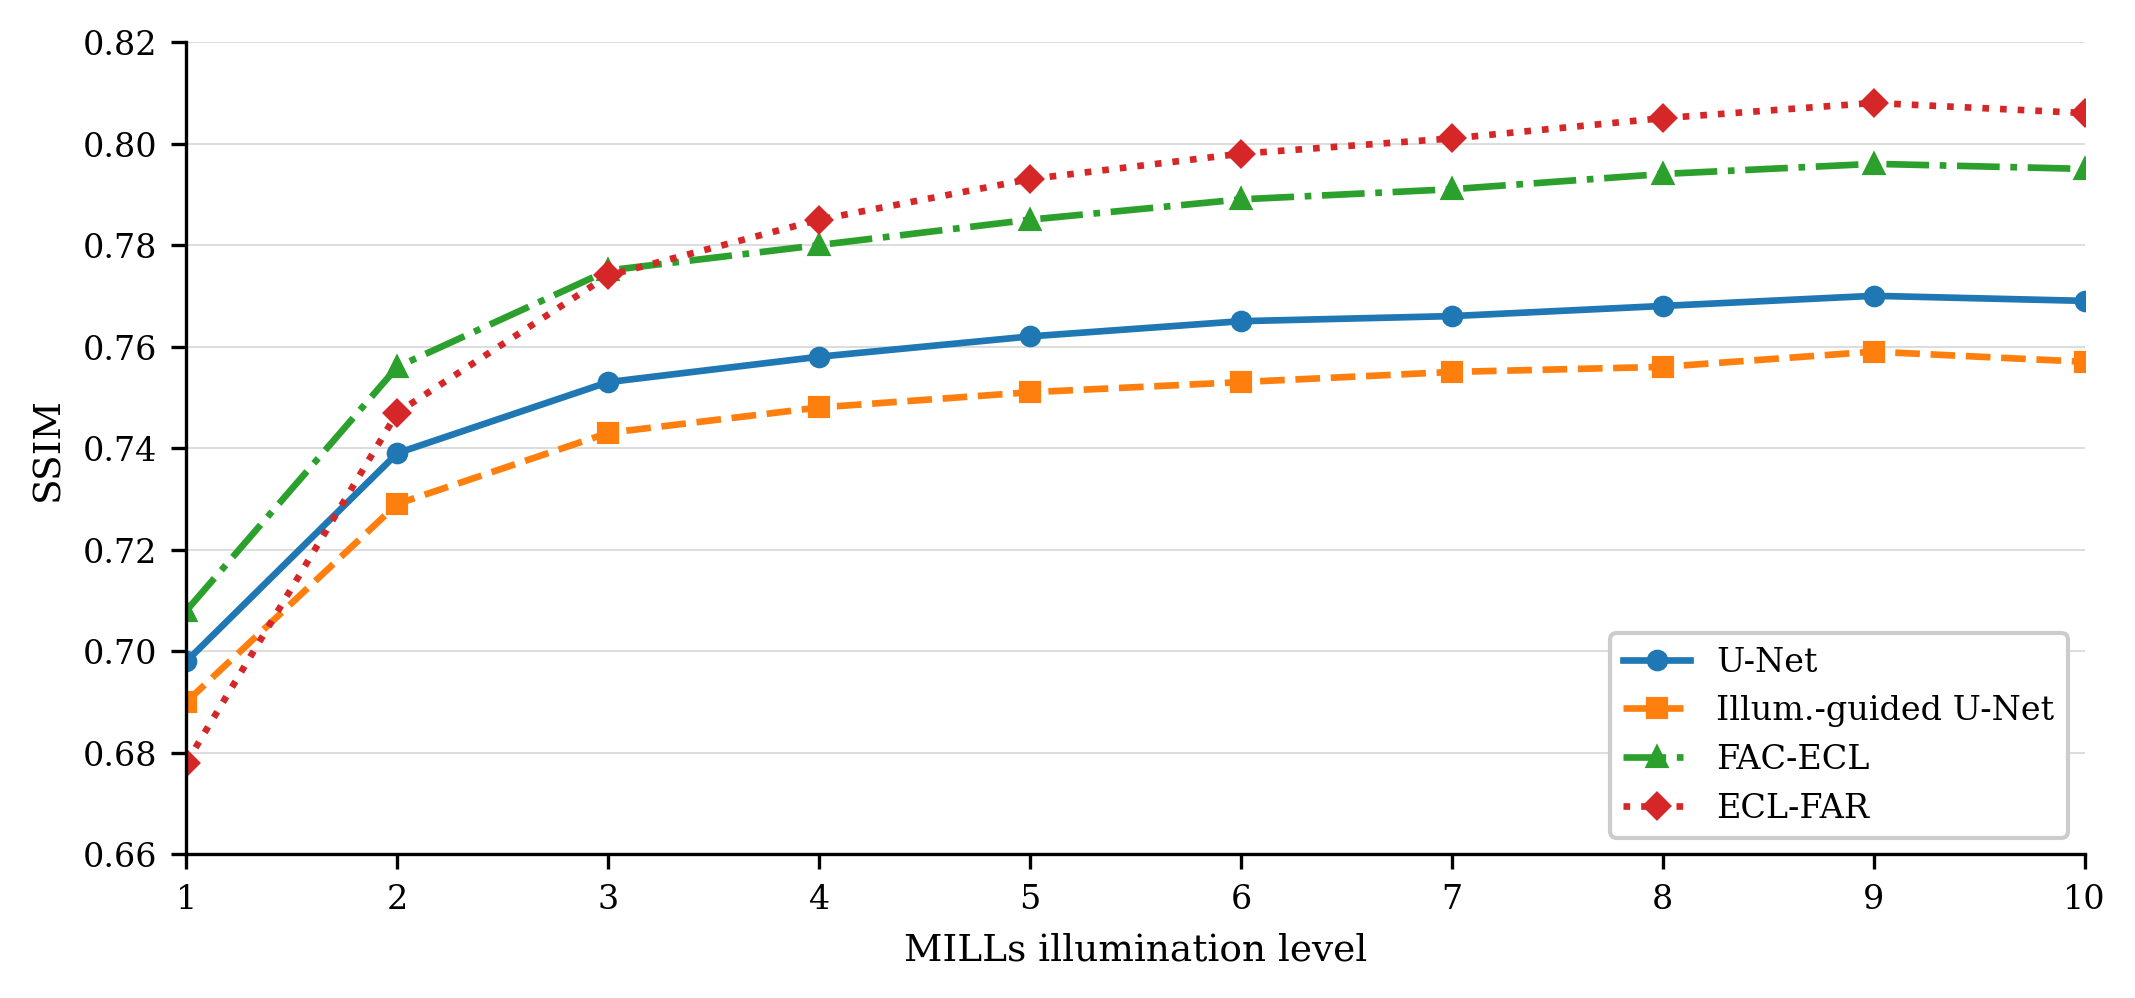 0.82
0.80
0.78
0.76
0.74
0.72
0.70
0.68
0.66
SSIM
1 2 3 4 5 6 7 8 9 10
MILLs illumination level
U-Net
Illum.-guided U-Net
FAC-ECL
ECL-FAR